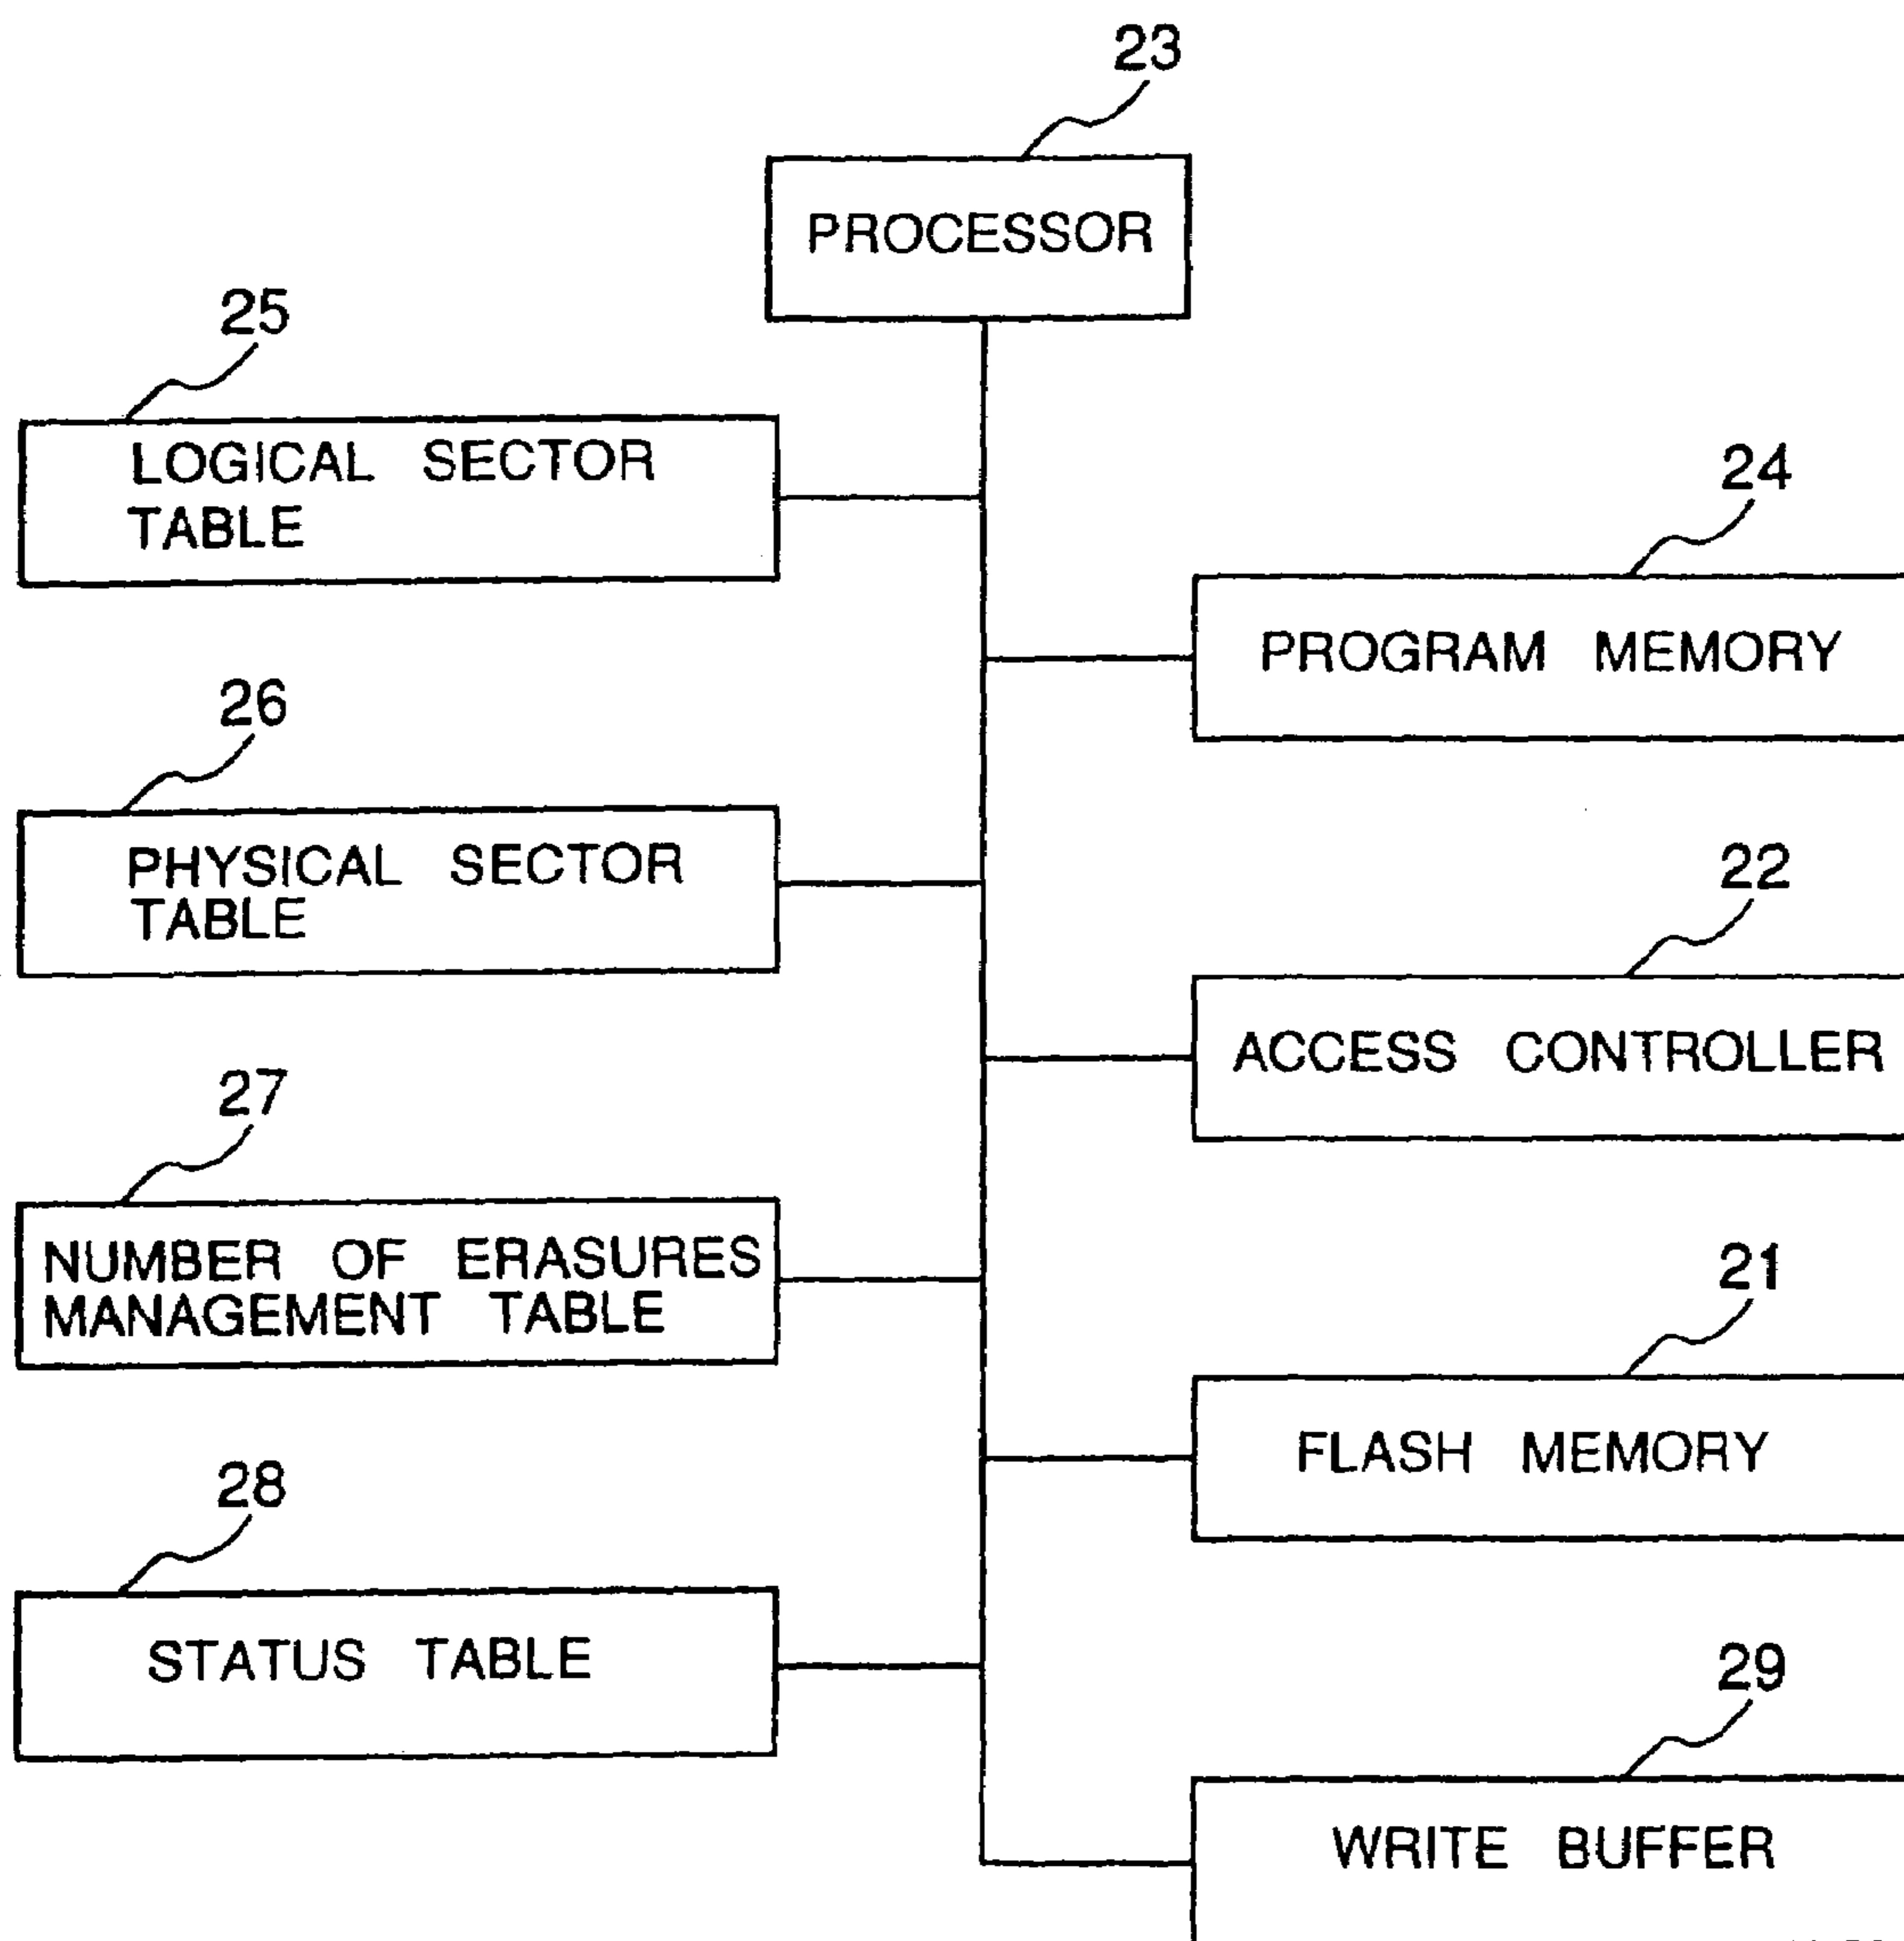 23
PROCESSOR
25
LOGICAL SECTOR
TABLE
24
PROGRAM MEMORY
26
PHYSICAL SECTOR
TABLE
22
ACCESS CONTROLLER
27
NUMBER OF ERASURES
MANAGEMENT TABLE
21
FLASH MEMORY
28
STATUS TABLE
29
WRITE BUFFER